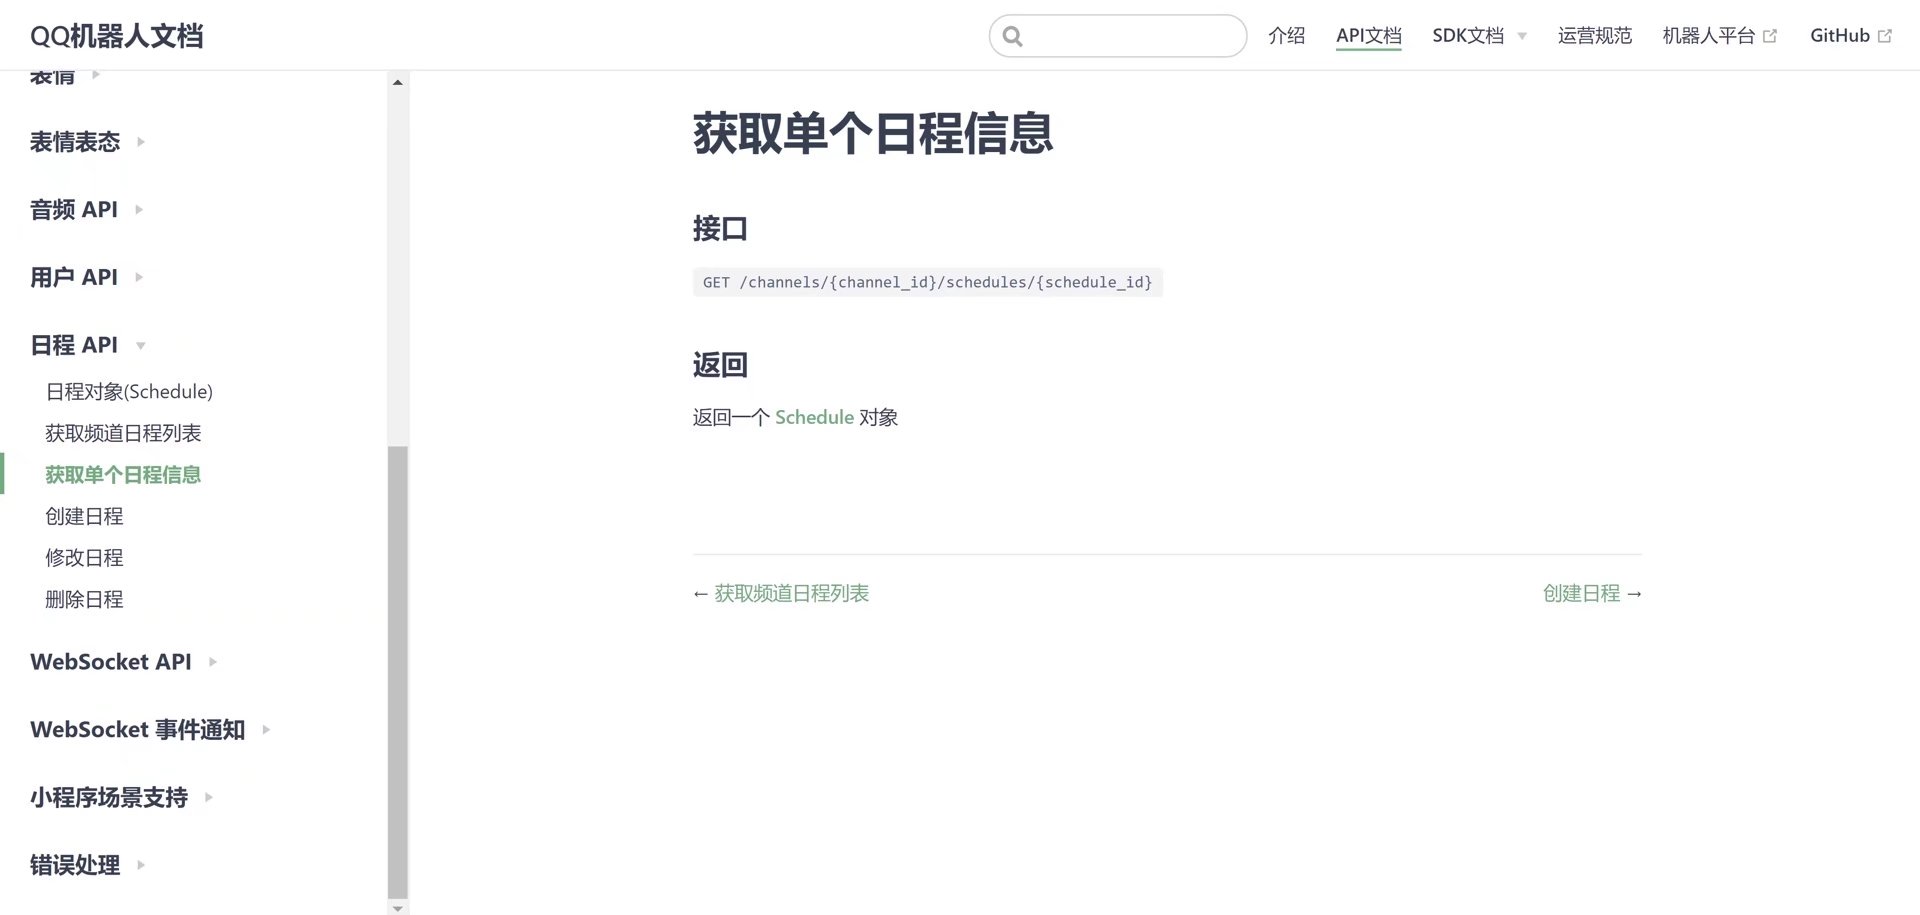 QQ机器人文档
介绍
API文档
SDK文档
运营规范
机器人平台
GitHub
表情
表情表态
音频 API
用户 API
日程 API
日程对象(Schedule)
获取频道日程列表
获取单个日程信息
创建日程
修改日程
删除日程
WebSocket API
WebSocket 事件通知
小程序场景支持
错误处理
获取单个日程信息
接口
GET /channels/{channel_id}/schedules/{schedule_id}
返回
返回一个 Schedule 对象
← 获取频道日程列表
创建日程 →